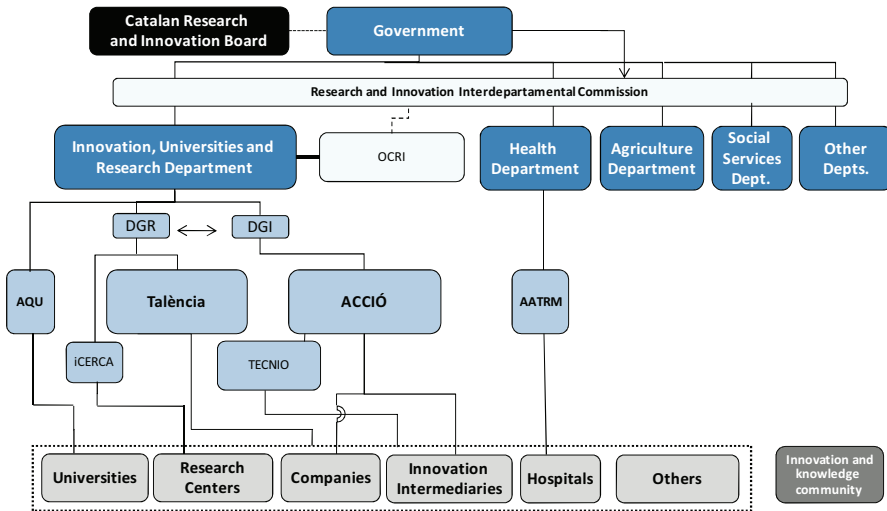 Catalan Research
and Innovation Board
Government
Research and Innovation Interdepartamental Commission
Innovation, Universities and
Research Department
OCRI
Health
Department
Agriculture
Department
Social
Services
Dept.
Other
Depts.
DGR
DGI
AQU
Talència
ACCIÓ
AATRM
iCERCA
TECNIO
Universities
Research
Centers
Companies
Innovation
Intermediaries
Hospitals
Others
Innovation and
knowledge
community